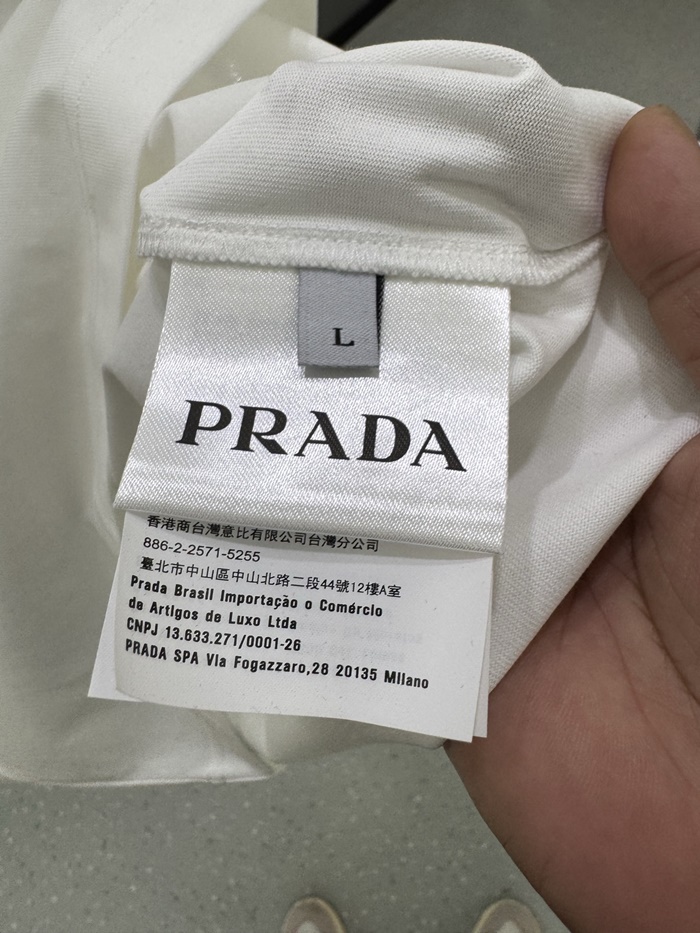 L
PRADA
香港商台灣意比有限公司台灣分公司
886-2-2571-5255
臺北市中山區中山北路二段44號12樓A室
Prada Brasil Importação o Comércio
de Artigos de Luxo Ltda
CNPJ 13.633.271/0001-26
PRADA SPA Via Fogazzaro,28 20135 Milano